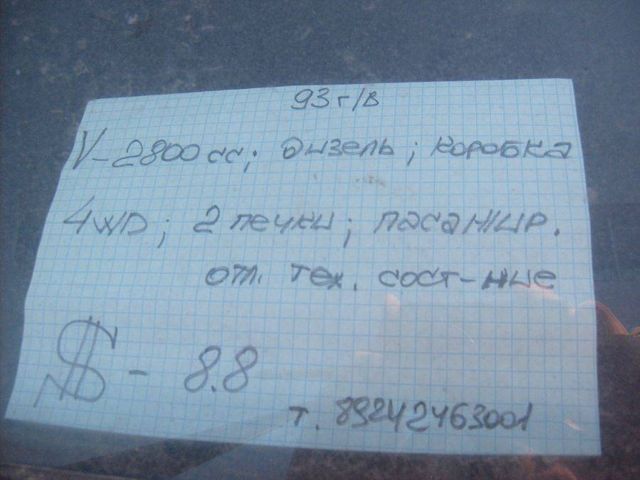 93 г/в
V-2800 cc; дизель; коробка
4WD; 2 печки; пасажир.
отл. тех. сост-ние
$ - 8.8
т. 89242463001